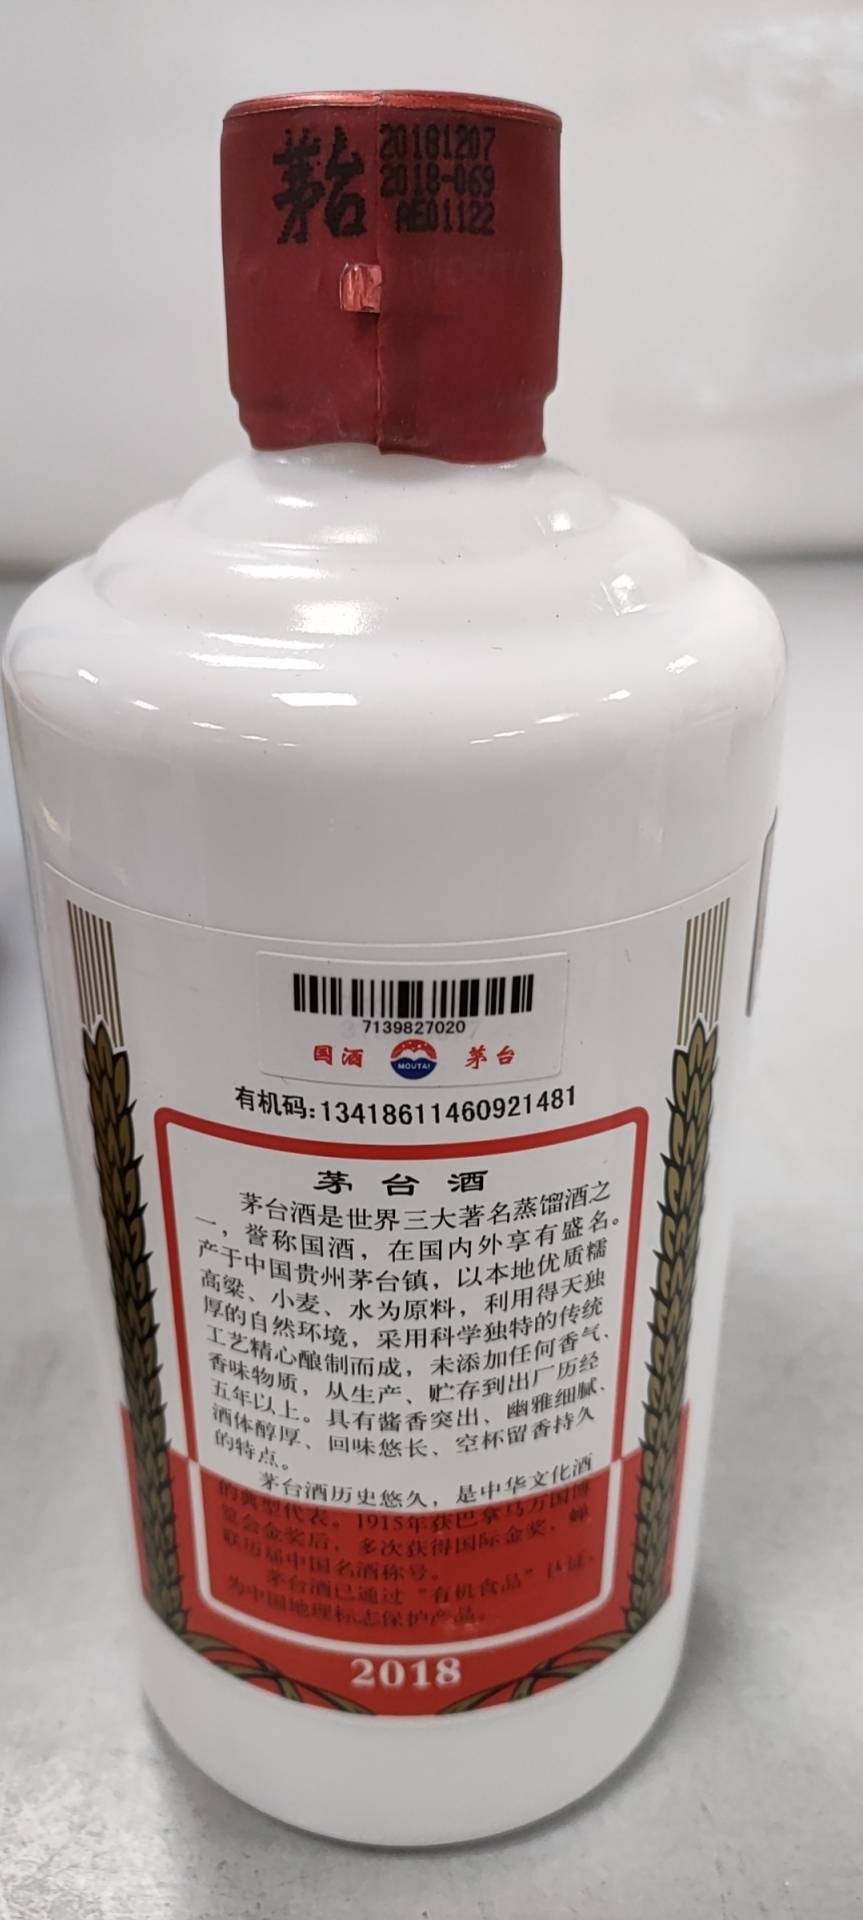 茅台
20181207
2018-069
AE01122
7139827020
国酒 MOUTAI 茅台
有机码:13418611460921481
茅台酒
茅台酒是世界三大著名蒸馏酒之
一，誉称国酒，在国内外享有盛名。
产于中国贵州茅台镇，以本地优质糯
高粱、小麦、水为原料，利用得天独
厚的自然环境，采用科学独特的传统
工艺精心酿制而成，未添加任何香气、
香味物质，从生产、贮存到出厂历经
五年以上。具有酱香突出、幽雅细腻、
酒体醇厚、回味悠长、空杯留香持久
的特点。
茅台酒历史悠久，是中华文化酒
的典型代表。1915年获巴拿马万国博
览会金奖后，多次获得国际金奖、蝉
联历届中国名酒称号。
茅台酒已通过“有机食品”认证、
为中国地理标志保护产品。
2018